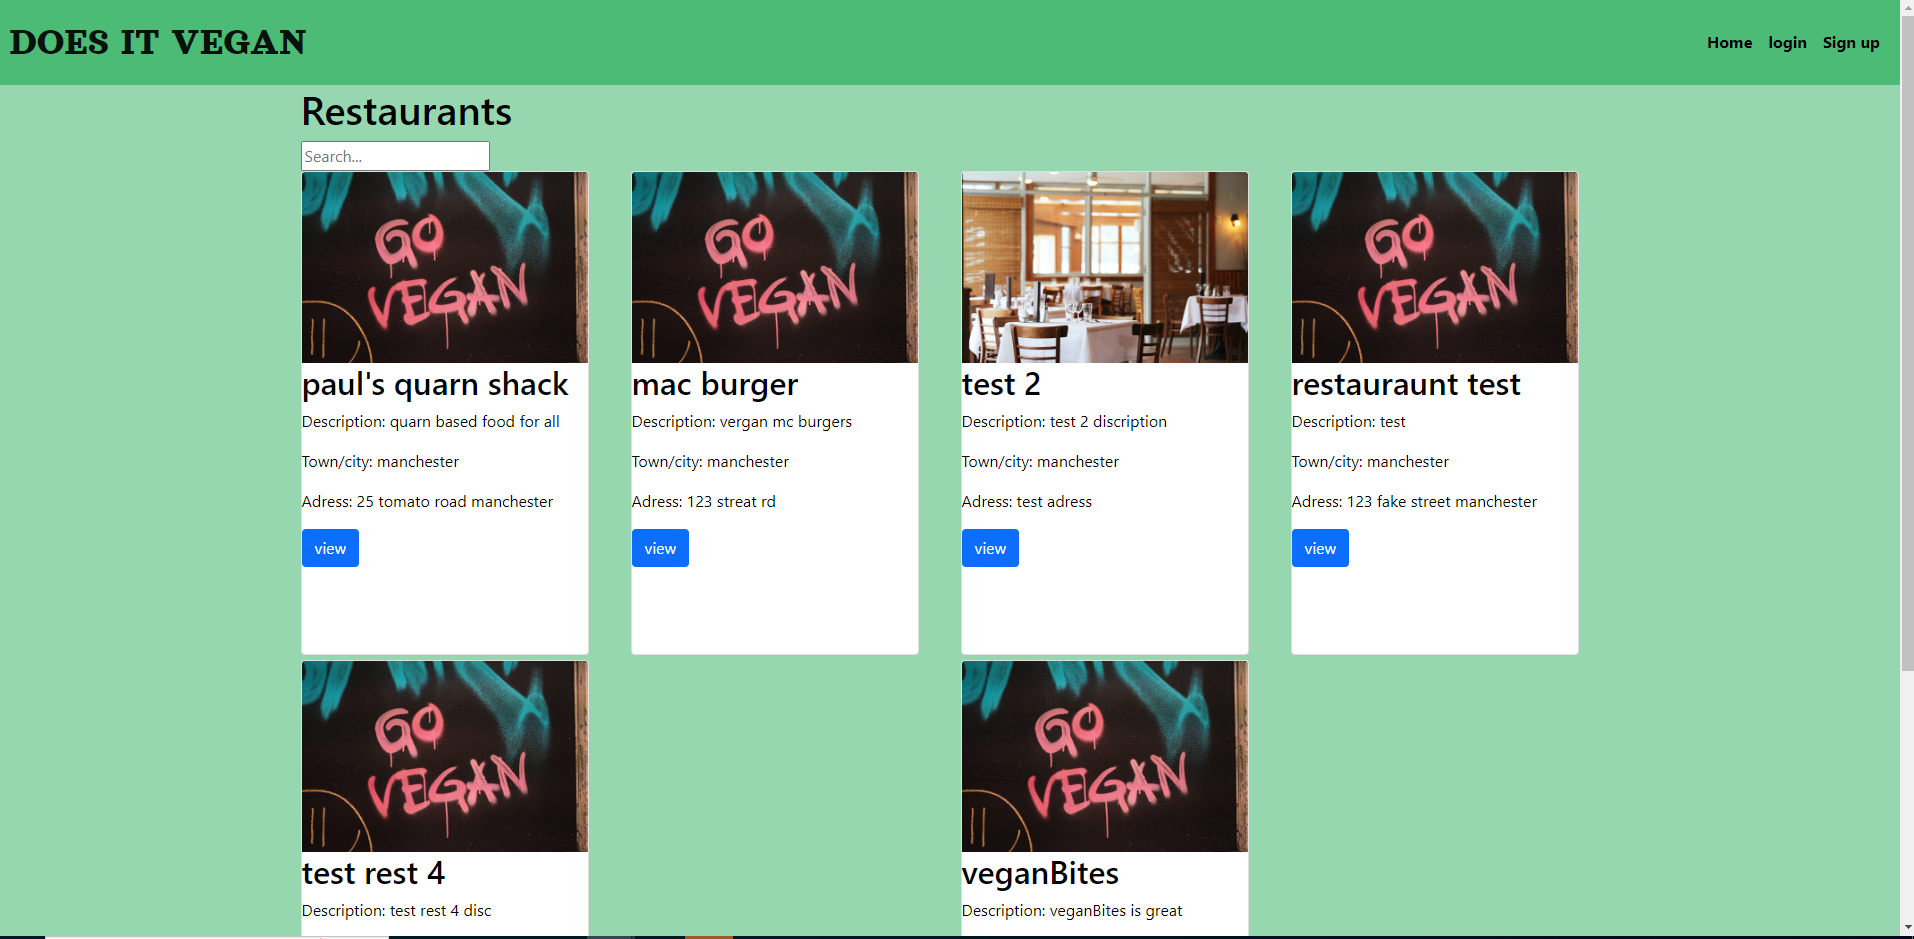 DOES IT VEGAN
Home login Sign up
Restaurants
Search...
GO
VEGAN
GO
VEGAN
GO
VEGAN
paul's quarn shack
mac burger
test 2
restauraunt test
Description: quarn based food for all
Description: vergan mc burgers
Description: test 2 discription
Description: test
Town/city: manchester
Town/city: manchester
Town/city: manchester
Town/city: manchester
Adress: 25 tomato road manchester
Adress: 123 streat rd
Adress: test adress
Adress: 123 fake street manchester
view
view
view
view
GO
VEGAN
GO
VEGAN
test rest 4
veganBites
Description: test rest 4 disc
Description: veganBites is great